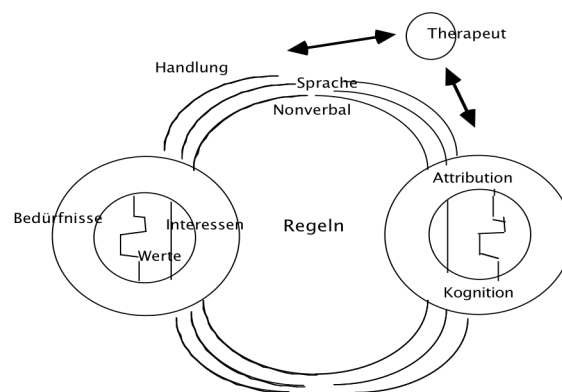 Therapeut
Handlung
Sprache
Nonverbal
Attribution
Bedürfnisse
Interessen
Regeln
Werte
Kognition